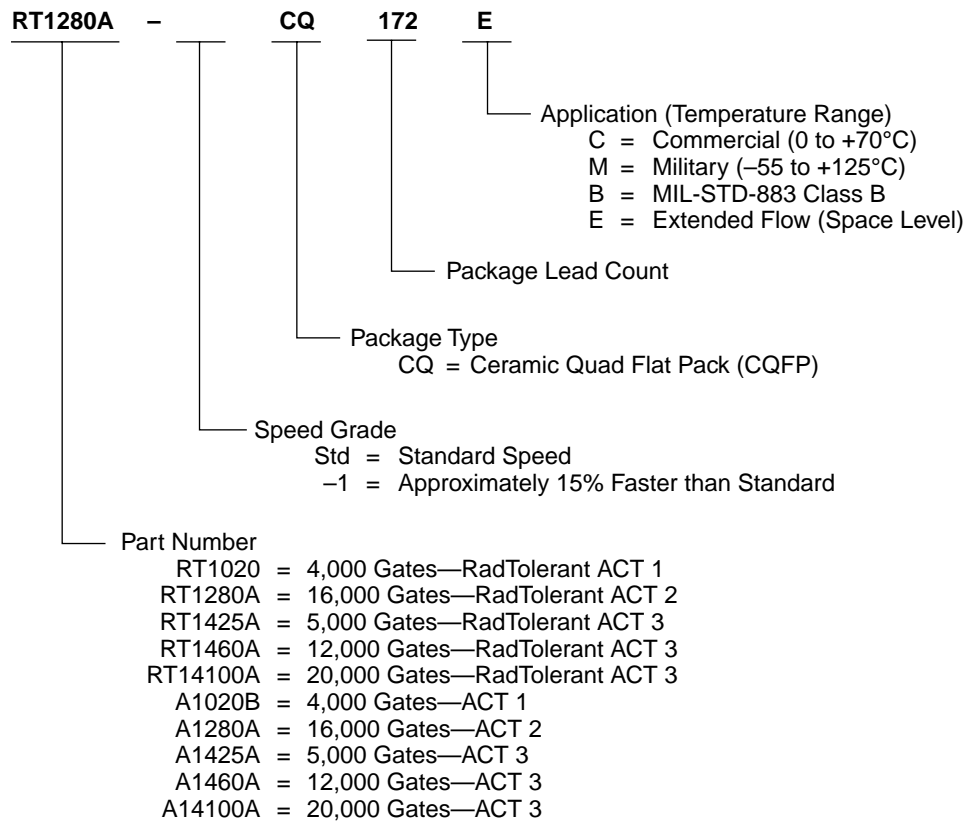 RT1280A – CQ 172 E
Application (Temperature Range)
C = Commercial (0 to +70°C)
M = Military (–55 to +125°C)
B = MIL-STD-883 Class B
E = Extended Flow (Space Level)
Package Lead Count
Package Type
CQ = Ceramic Quad Flat Pack (CQFP)
Speed Grade
Std = Standard Speed
–1 = Approximately 15% Faster than Standard
Part Number
RT1020 = 4,000 Gates—RadTolerant ACT 1
RT1280A = 16,000 Gates—RadTolerant ACT 2
RT1425A = 5,000 Gates—RadTolerant ACT 3
RT1460A = 12,000 Gates—RadTolerant ACT 3
RT14100A = 20,000 Gates—RadTolerant ACT 3
A1020B = 4,000 Gates—ACT 1
A1280A = 16,000 Gates—ACT 2
A1425A = 5,000 Gates—ACT 3
A1460A = 12,000 Gates—ACT 3
A14100A = 20,000 Gates—ACT 3